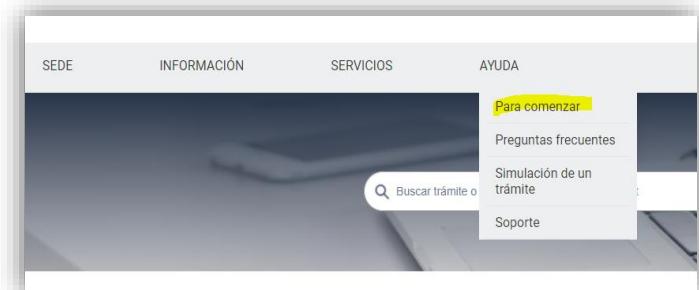 SEDE INFORMACIÓN SERVICIOS AYUDA
Para comenzar
Preguntas frecuentes
Simulación de un
trámite
Soporte
Buscar trámite o